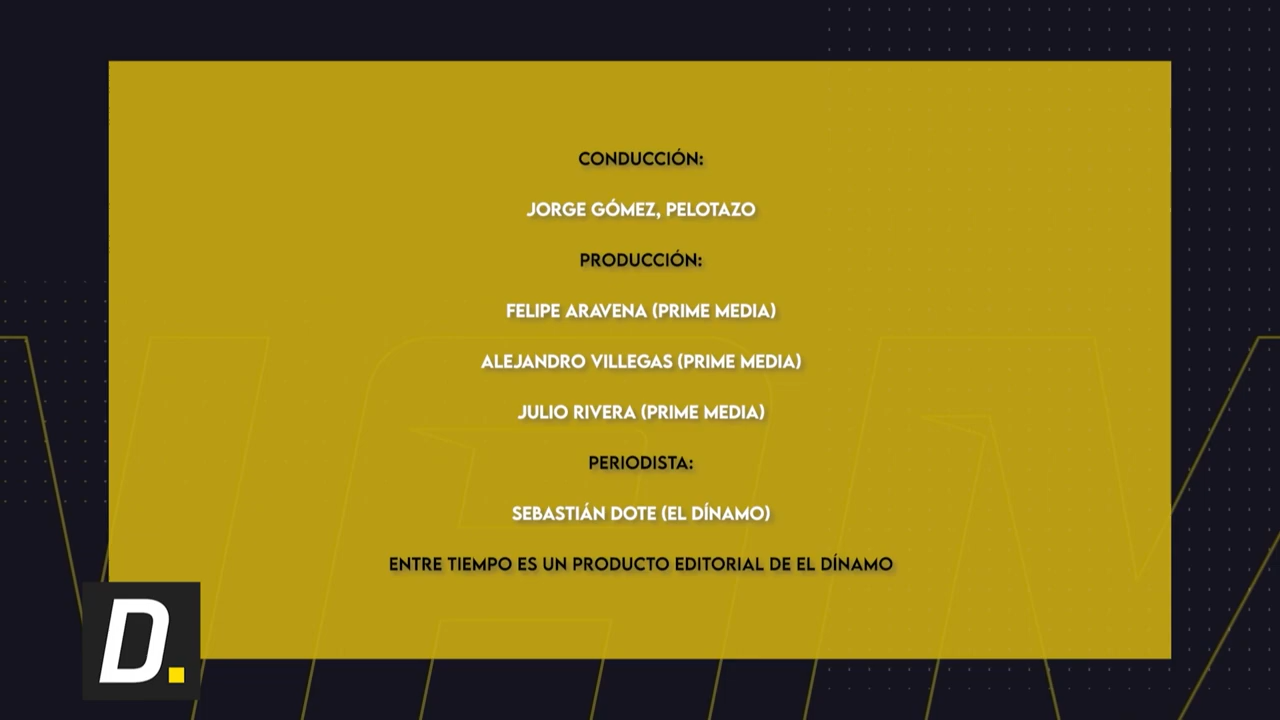 CONDUCCIÓN:
JORGE GÓMEZ, PELOTAZO
PRODUCCIÓN:
FELIPE ARAVENA (PRIME MEDIA)
ALEJANDRO VILLEGAS (PRIME MEDIA)
JULIO RIVERA (PRIME MEDIA)
PERIODISTA:
SEBASTIÁN DOTE (EL DÍNAMO)
ENTRE TIEMPO ES UN PRODUCTO EDITORIAL DE EL DÍNAMO
D.